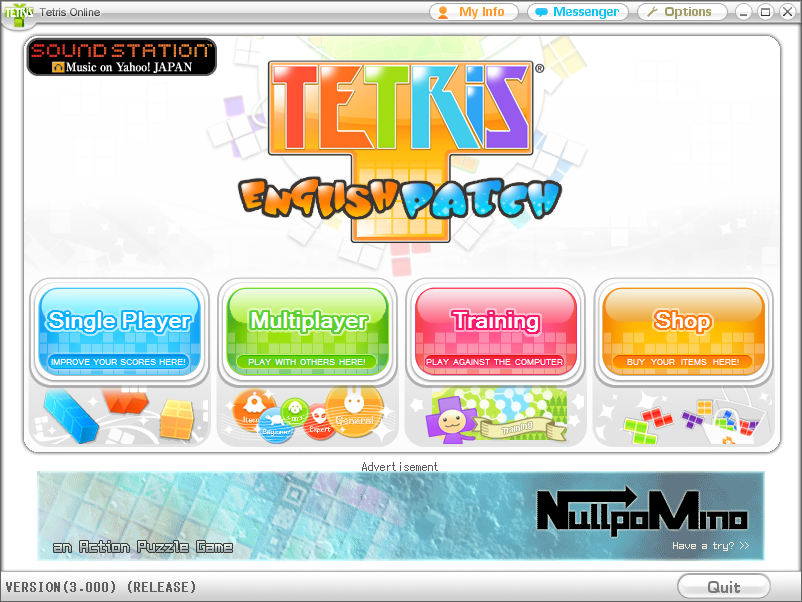 TETRIS Tetris Online
My Info
Messenger
Options
SOUND STATION
Music on Yahoo! JAPAN
TETRIS®
ENGLISH PATCH
Single Player
IMPROVE YOUR SCORES HERE!
Multiplayer
PLAY WITH OTHERS HERE!
Training
PLAY AGAINST THE COMPUTER
Shop
BUY YOUR ITEMS HERE!
Beginner
Expert
General
Training
Advertisement
NullpoMino
an Action Puzzle Game
Have a try? >>
VERSION(3.000) (RELEASE)
Quit